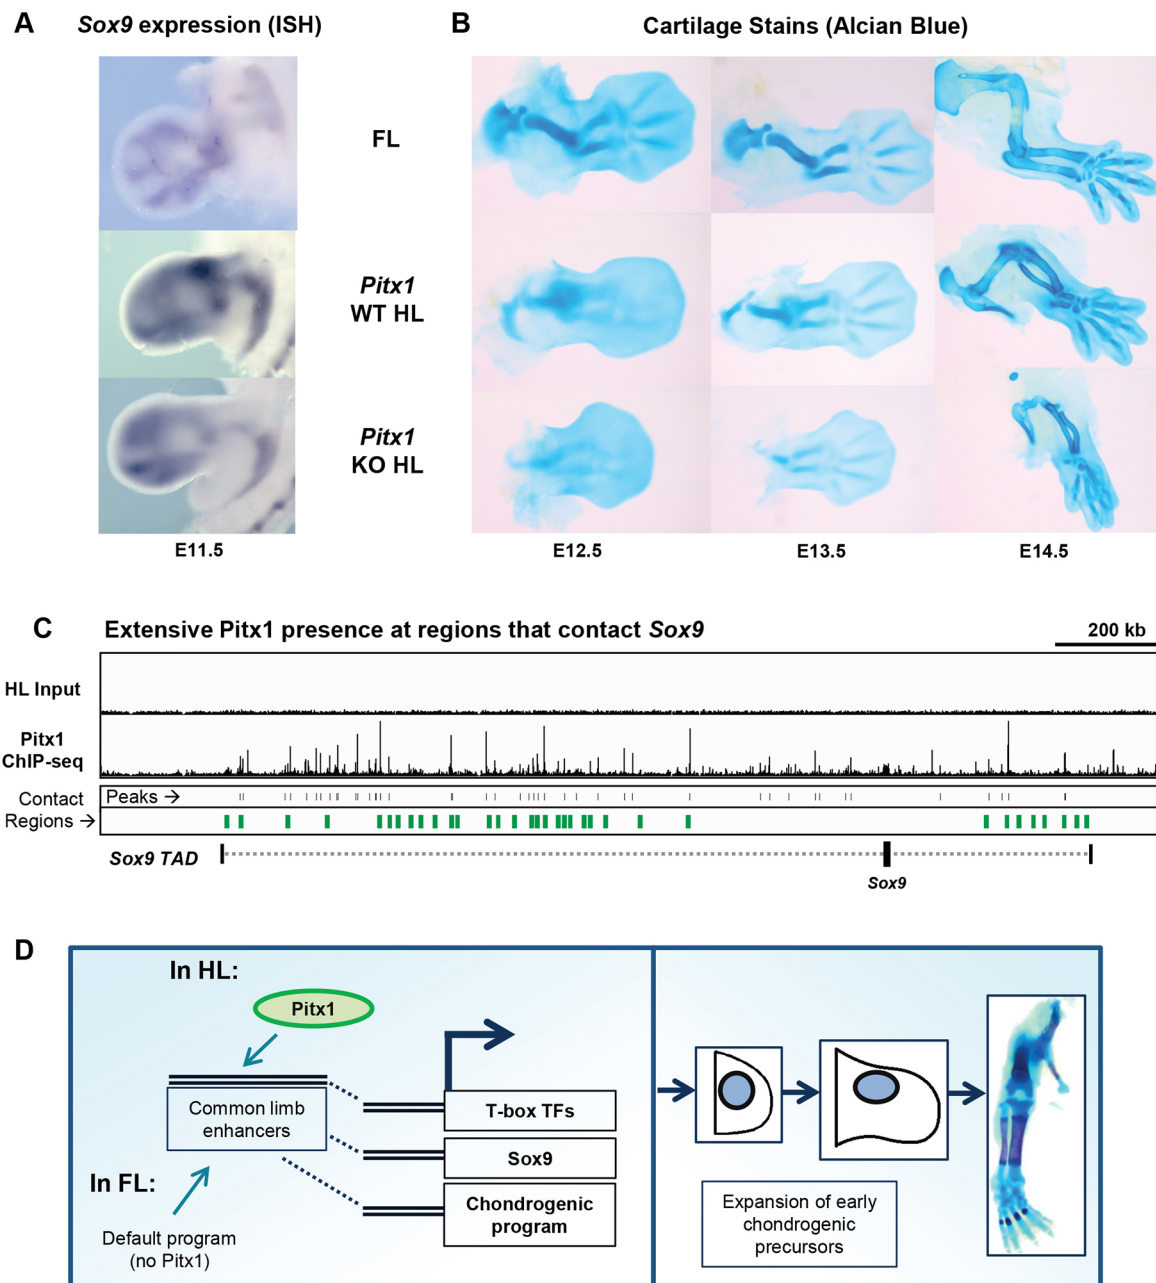 A
Sox9 expression (ISH)
B
Cartilage Stains (Alcian Blue)
FL
Pitx1
WT HL
Pitx1
KO HL
E11.5
E12.5
E13.5
E14.5
C
Extensive Pitx1 presence at regions that contact Sox9
200 kb
HL Input
Pitx1
ChIP-seq
Contact
Peaks →
Regions →
Sox9 TAD
Sox9
D
In HL:
Pitx1
Common limb
enhancers
In FL:
Default program
(no Pitx1)
T-box TFs
Sox9
Chondrogenic
program
Expansion of early
chondrogenic
precursors